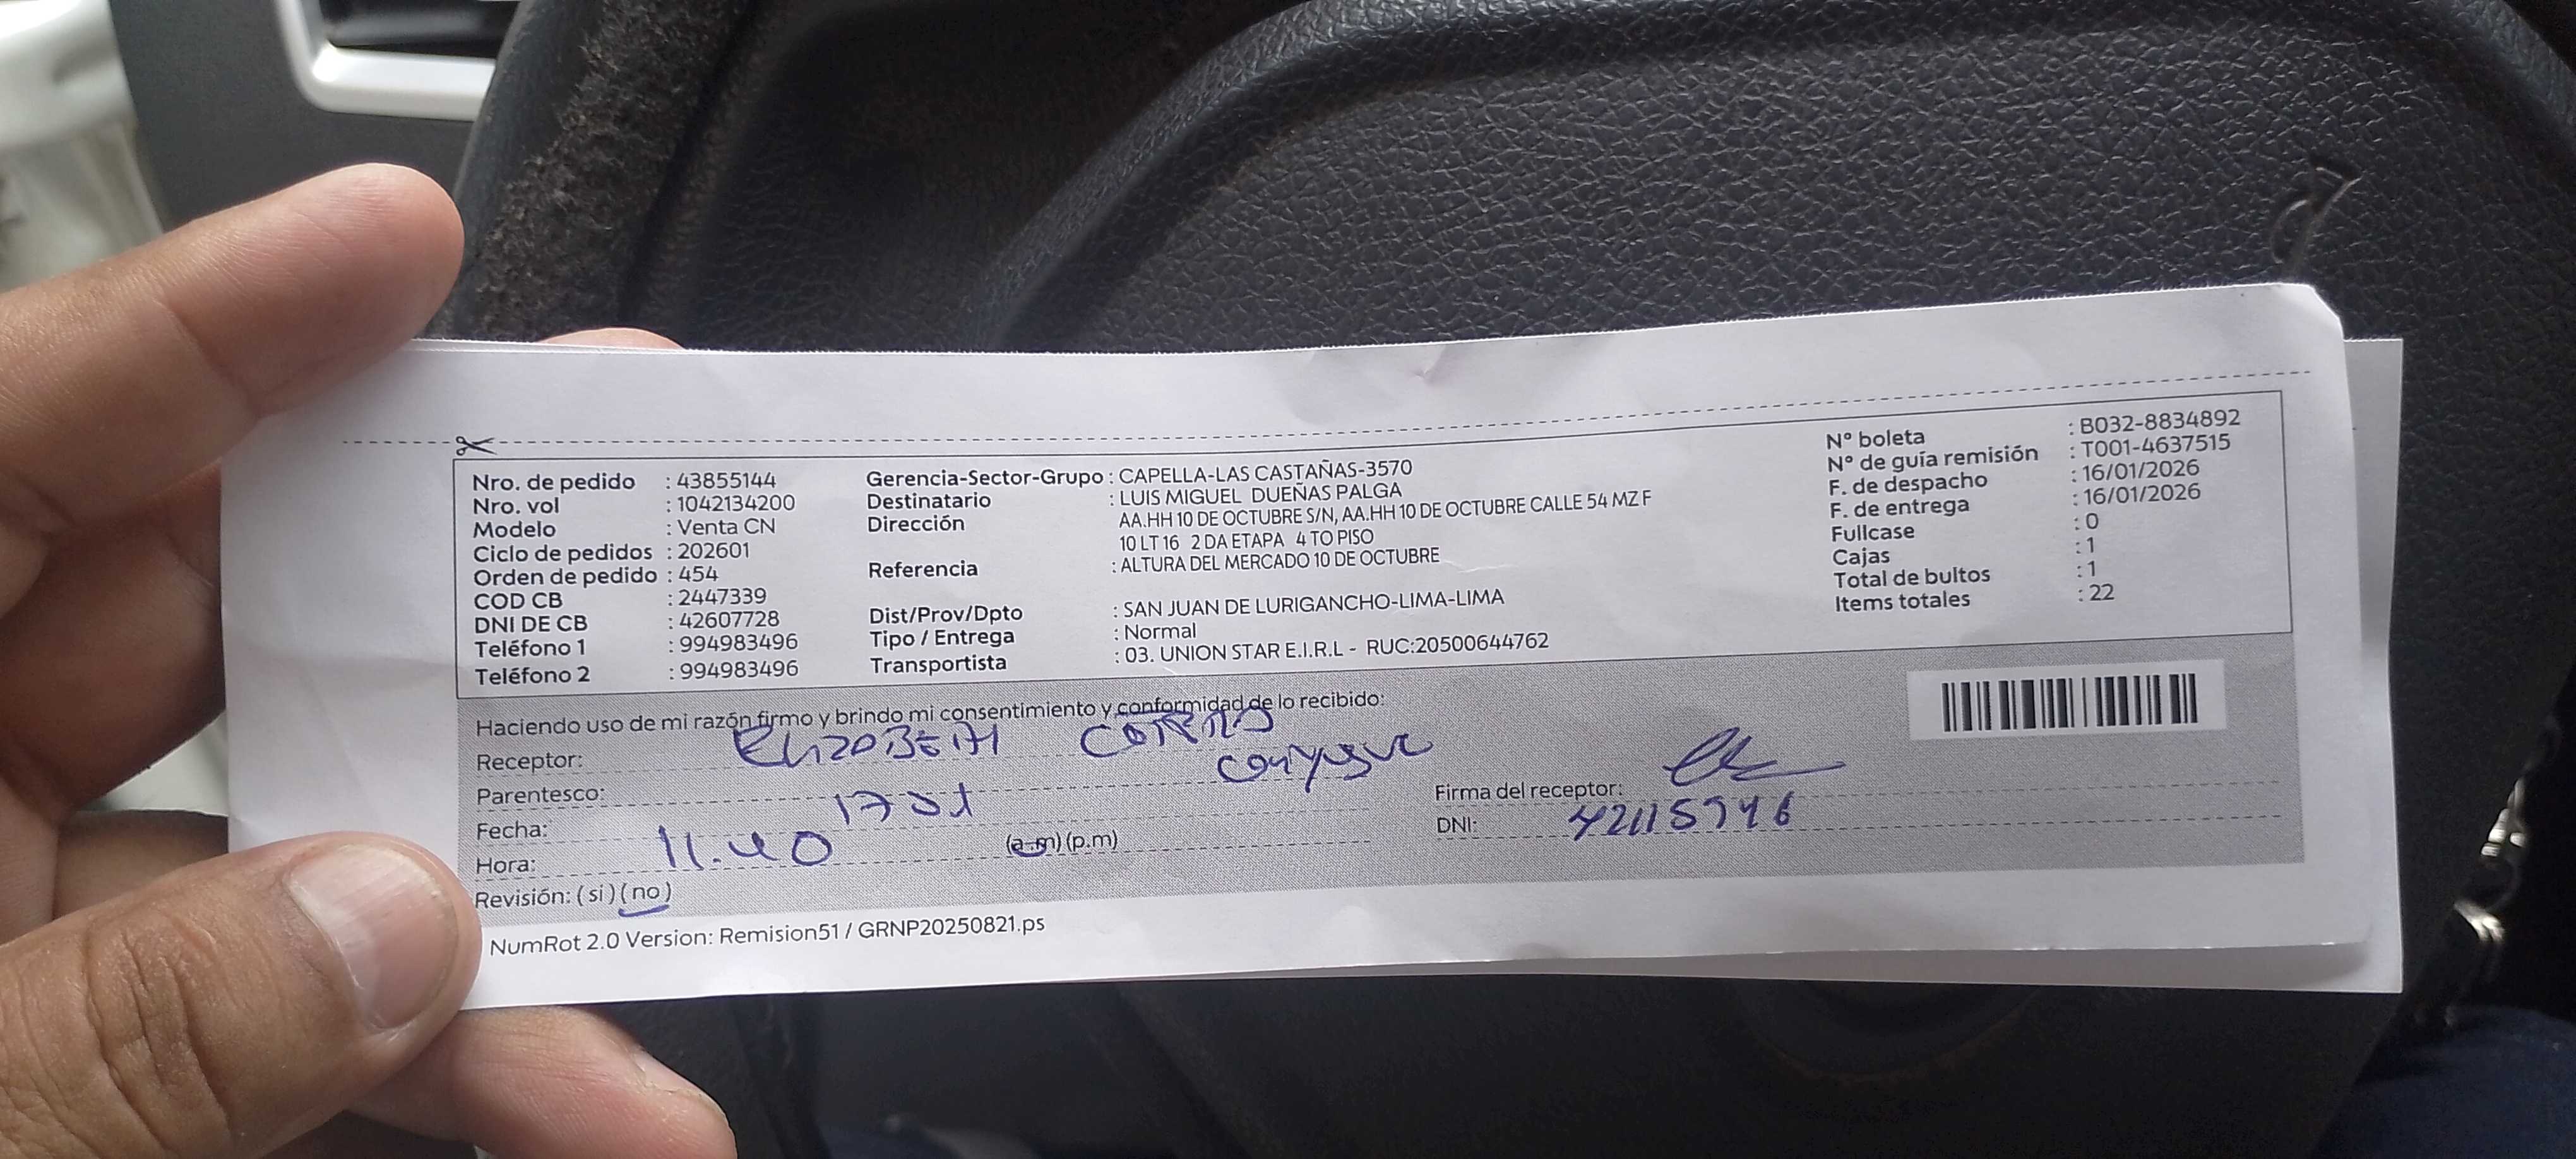 Nro. de pedido : 43855144
Nro. vol : 1042134200
Modelo : Venta CN
Ciclo de pedidos : 202601
Orden de pedido : 454
COD CB : 2447339
DNI DE CB : 42607728
Teléfono 1 : 994983496
Teléfono 2 : 994983496
Gerencia-Sector-Grupo : CAPELLA-LAS CASTAÑAS-3570
Destinatario : LUIS MIGUEL DUEÑAS PALGA
Dirección AA.HH 10 DE OCTUBRE S/N, AA.HH 10 DE OCTUBRE CALLE 54 MZ F
10 LT 16 2 DA ETAPA 4 TO PISO
Referencia : ALTURA DEL MERCADO 10 DE OCTUBRE
Dist/Prov/Dpto : SAN JUAN DE LURIGANCHO-LIMA-LIMA
Tipo / Entrega : Normal
Transportista : 03. UNION STAR E.I.R.L - RUC:20500644762
N° boleta : B032-8834892
N° de guía remisión : T001-4637515
F. de despacho : 16/01/2026
F. de entrega : 16/01/2026
Fullcase : 0
Cajas : 1
Total de bultos : 1
Items totales : 22
Haciendo uso de mi razón firmo y brindo mi consentimiento y conformidad de lo recibido:
Receptor:
Parentesco: conyugue
Fecha: 17 01
Hora: 11.40 (a.m) (p.m)
Revisión: ( si ) ( no )
Firma del receptor:
DNI:
NumRot 2.0 Version: Remision51 / GRNP20250821.ps